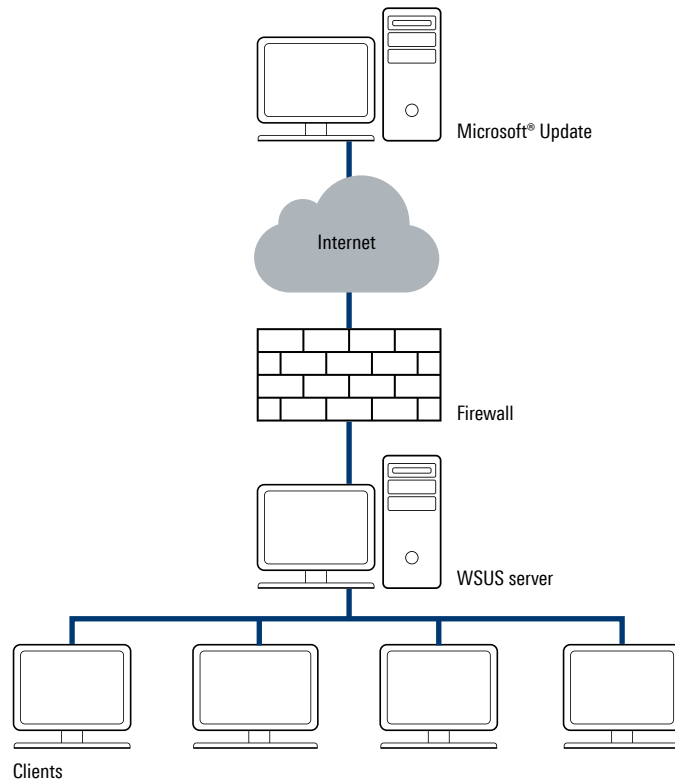 Microsoft® Update
Internet
Firewall
WSUS server
Clients